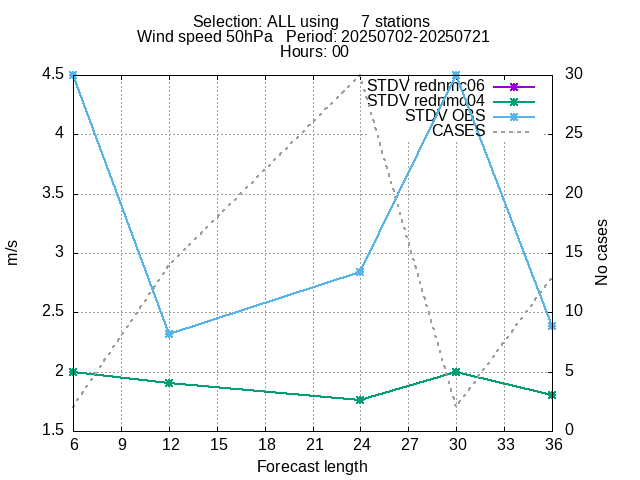 Selection: ALL using     7 stations
Wind speed 50hPa   Period: 20250702-20250721
Hours: 00
STDV rednmc06
STDV rednmc04
STDV OBS
CASES
4.5
4
3.5
3
2.5
2
1.5
30
25
20
15
10
5
0
m/s
No cases
6 9 12 15 18 21 24 27 30 33 36
Forecast length